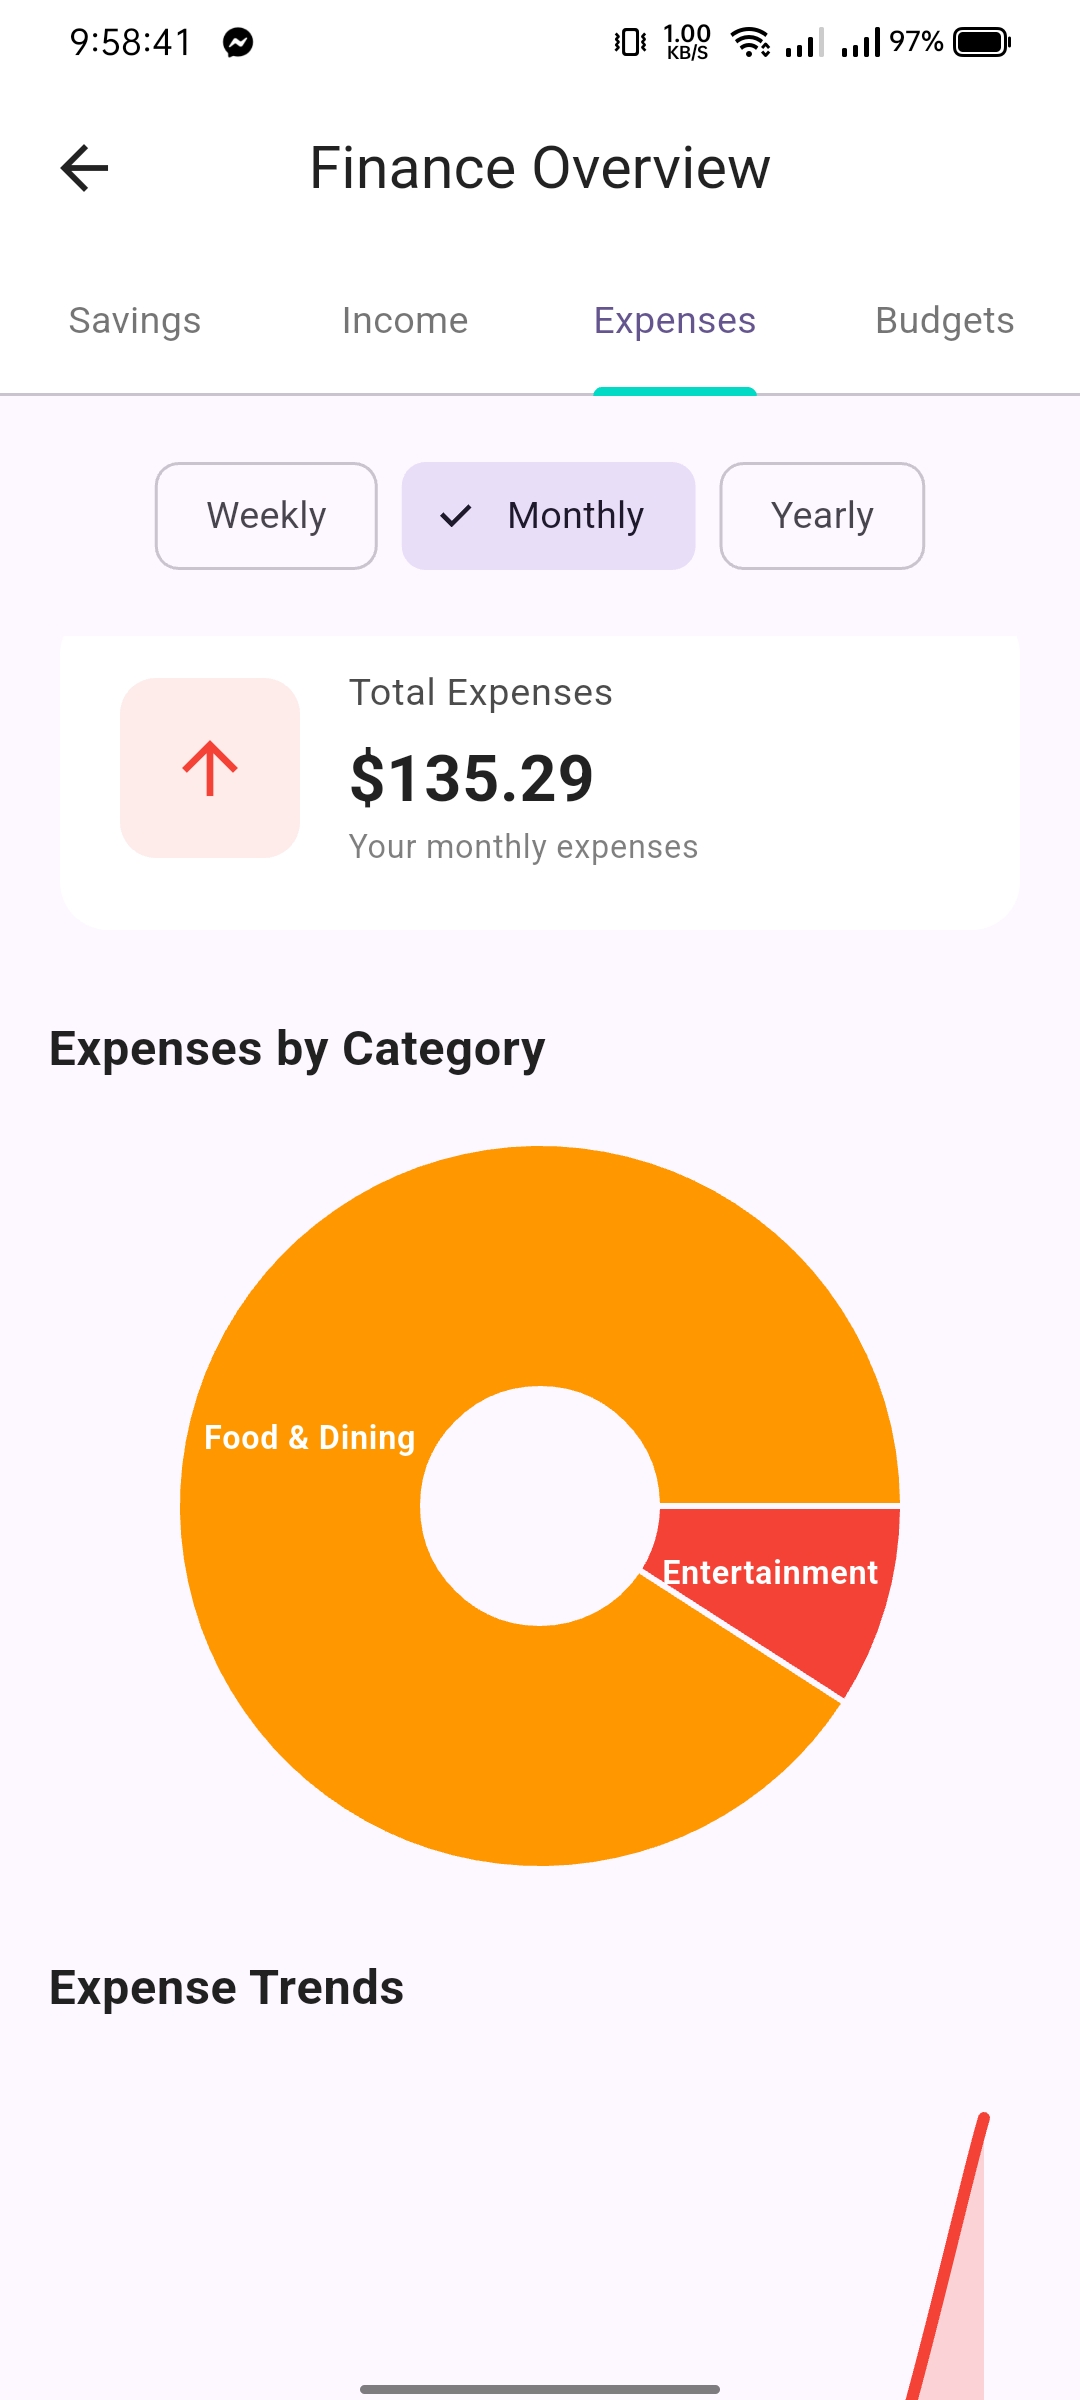 9:58:41
1.00
KB/S
97%
Finance Overview
Savings
Income
Expenses
Budgets
Weekly
Monthly
Yearly
Total Expenses
$135.29
Your monthly expenses
Expenses by Category
Food & Dining
Entertainment
Expense Trends